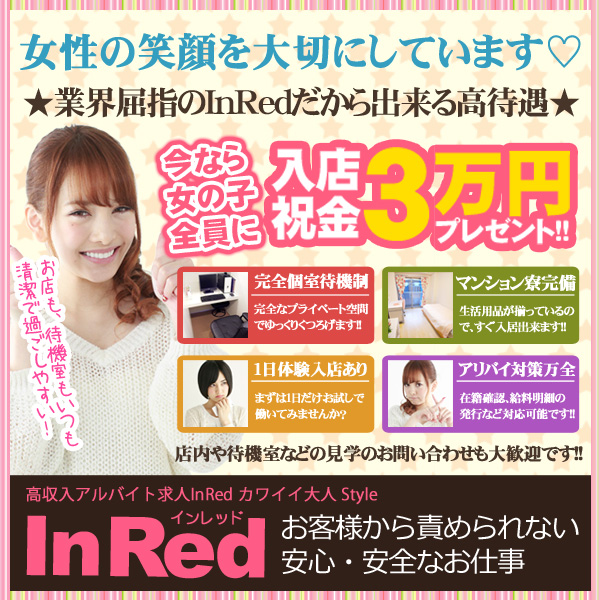 女性の笑顔を大切にしています♡
★業界屈指のInRedだから出来る高待遇★
今なら
女の子
全員に
入店
祝金
3万円
プレゼント!!
お店も、待機室もいつも
清潔で過ごしやすい!
完全個室待機制
完全なプライベート空間
でゆっくりくつろげます!!
マンション寮完備
生活用品が揃っているの
で、すぐ入居出来ます!!
1日体験入店あり
まずは1日だけお試しで
働いてみませんか?
アリバイ対策万全
在籍確認、給料明細の
発行など対応可能です!!
店内や待機室などの見学のお問い合わせも大歓迎です!!
高収入アルバイト求人InRed カワイイ大人 Style
インレッド
InRed
お客様から責められない
安心・安全なお仕事